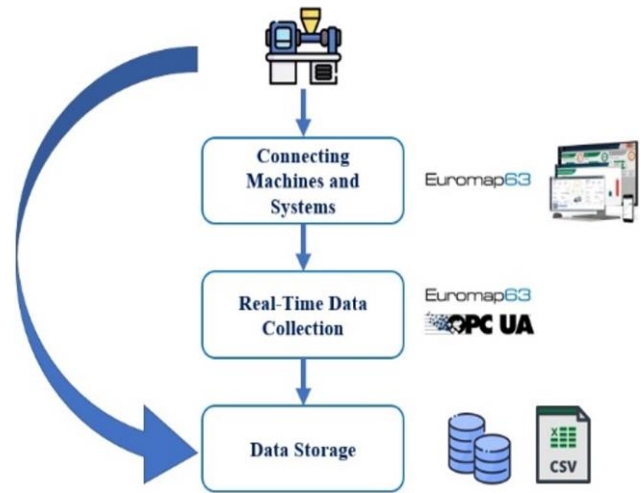 Connecting
Machines and
Systems
Euromap63
Real-Time Data
Collection
Euromap63
OPC UA
Data Storage
CSV